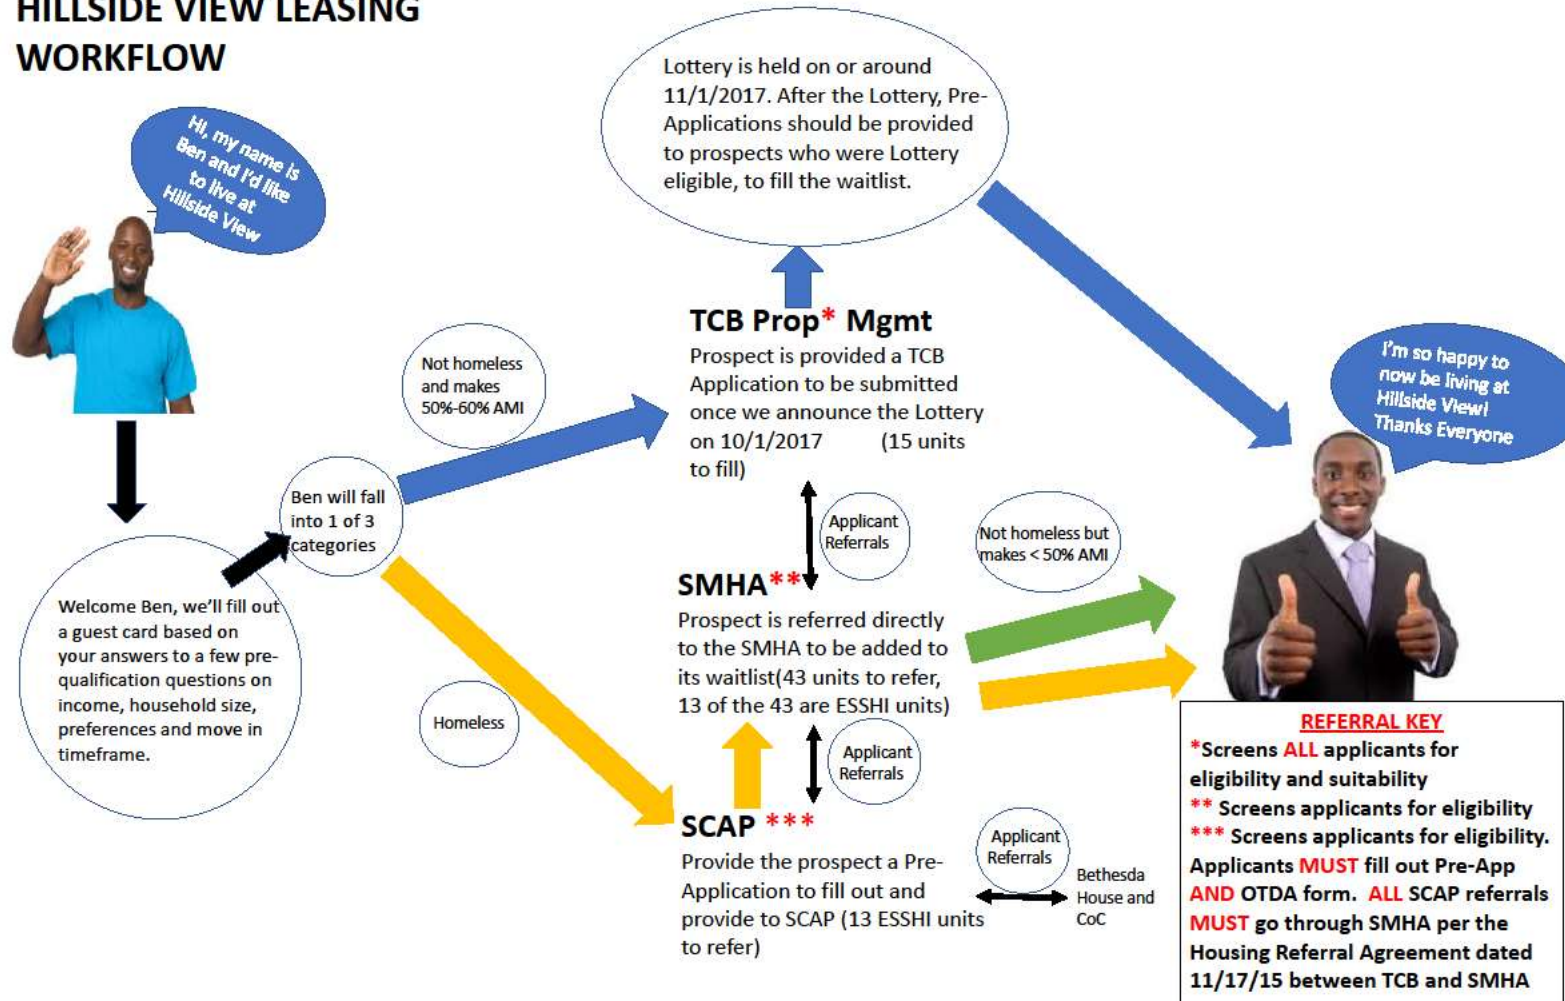 HILLSIDE VIEW LEASING
WORKFLOW
Hi, my name is
Ben and I'd like
to live at
Hillside View
Welcome Ben, we'll fill out
a guest card based on
your answers to a few pre-
qualification questions on
income, household size,
preferences and move in
timeframe.
Ben will fall
into 1 of 3
categories
Not homeless
and makes
50%-60% AMI
Homeless
Lottery is held on or around
11/1/2017. After the Lottery, Pre-
Applications should be provided
to prospects who were Lottery
eligible, to fill the waitlist.
TCB Prop* Mgmt
Prospect is provided a TCB
Application to be submitted
once we announce the Lottery
on 10/1/2017 (15 units
to fill)
Applicant
Referrals
SMHA**
Prospect is referred directly
to the SMHA to be added to
its waitlist(43 units to refer,
13 of the 43 are ESSHI units)
Applicant
Referrals
SCAP ***
Provide the prospect a Pre-
Application to fill out and
provide to SCAP (13 ESSHI units
to refer)
Applicant
Referrals
Bethesda
House and
CoC
Not homeless but
makes < 50% AMI
I'm so happy to
now be living at
Hillside View!
Thanks Everyone
REFERRAL KEY
*Screens ALL applicants for
eligibility and suitability
** Screens applicants for eligibility
*** Screens applicants for eligibility.
Applicants MUST fill out Pre-App
AND OTDA form. ALL SCAP referrals
MUST go through SMHA per the
Housing Referral Agreement dated
11/17/15 between TCB and SMHA